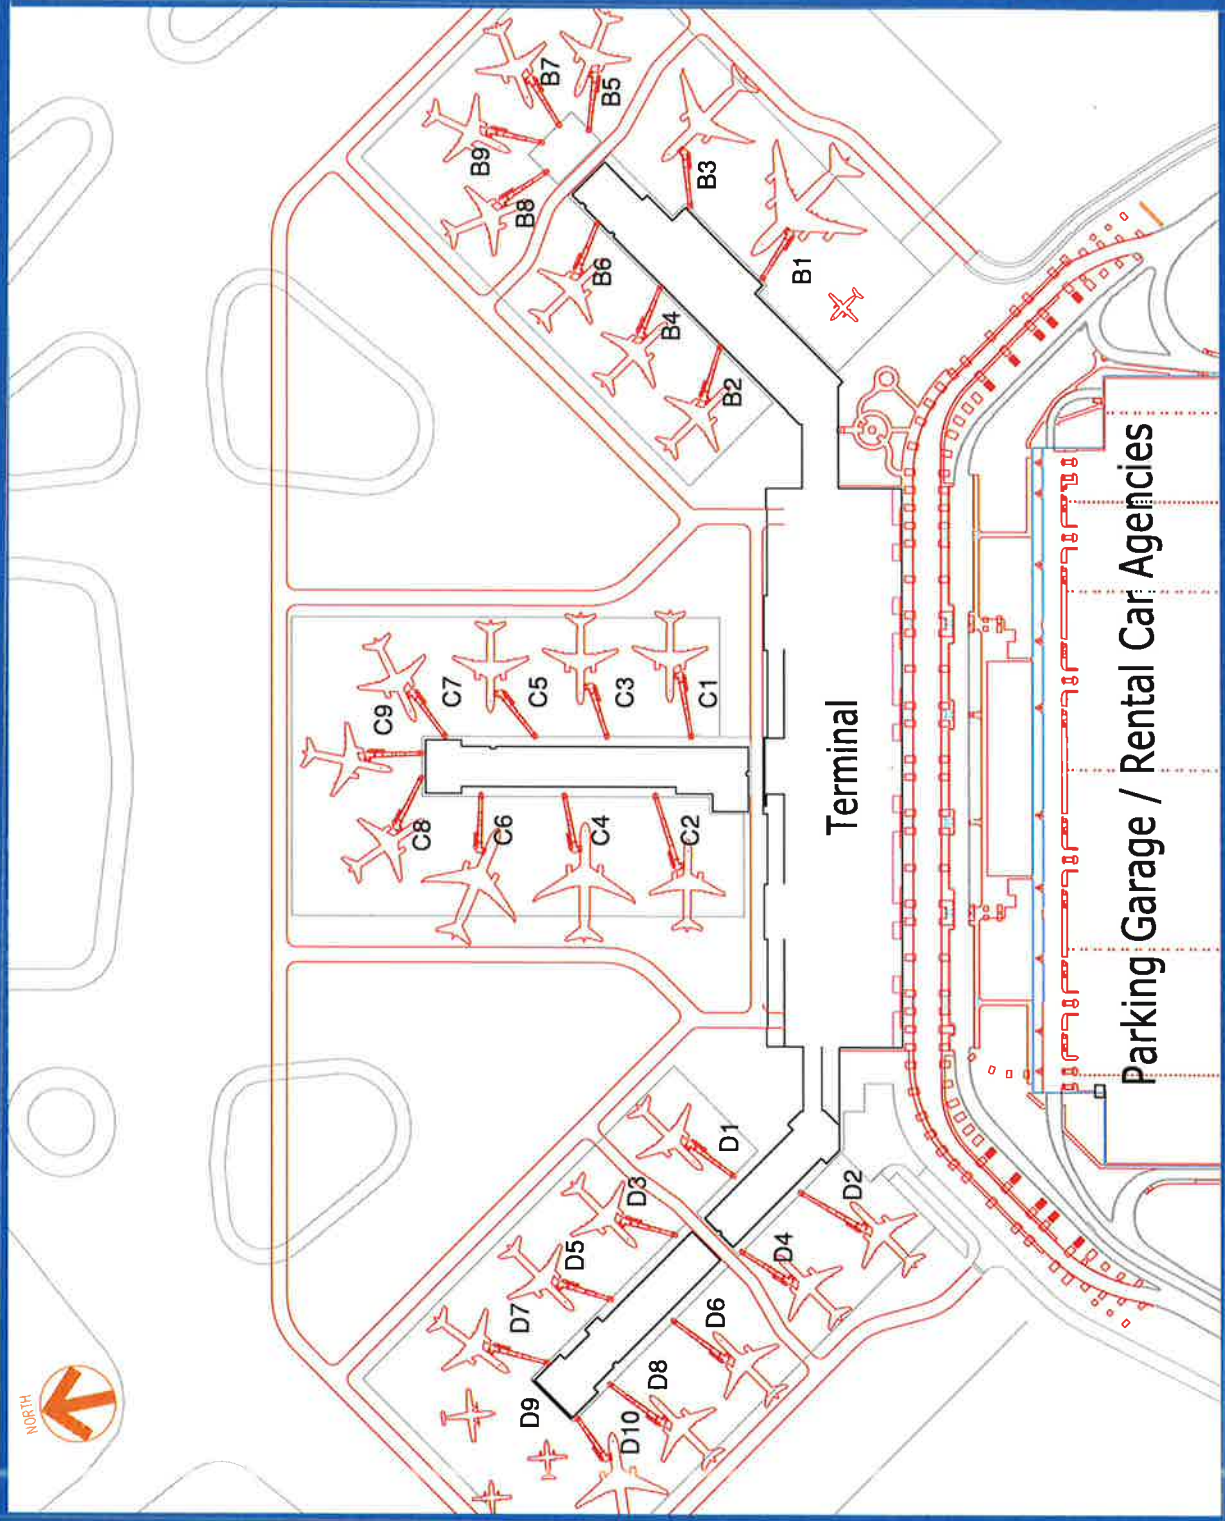 NORTH
B7
B5
B9
B3
B8
B6
B1
B4
B2
C9
C7
C5
C3
C1
C8
C6
C4
C2
Terminal
Parking Garage / Rental Car Agencies
D1
D3
D2
D5
D4
D7
D6
D9
D8
D10